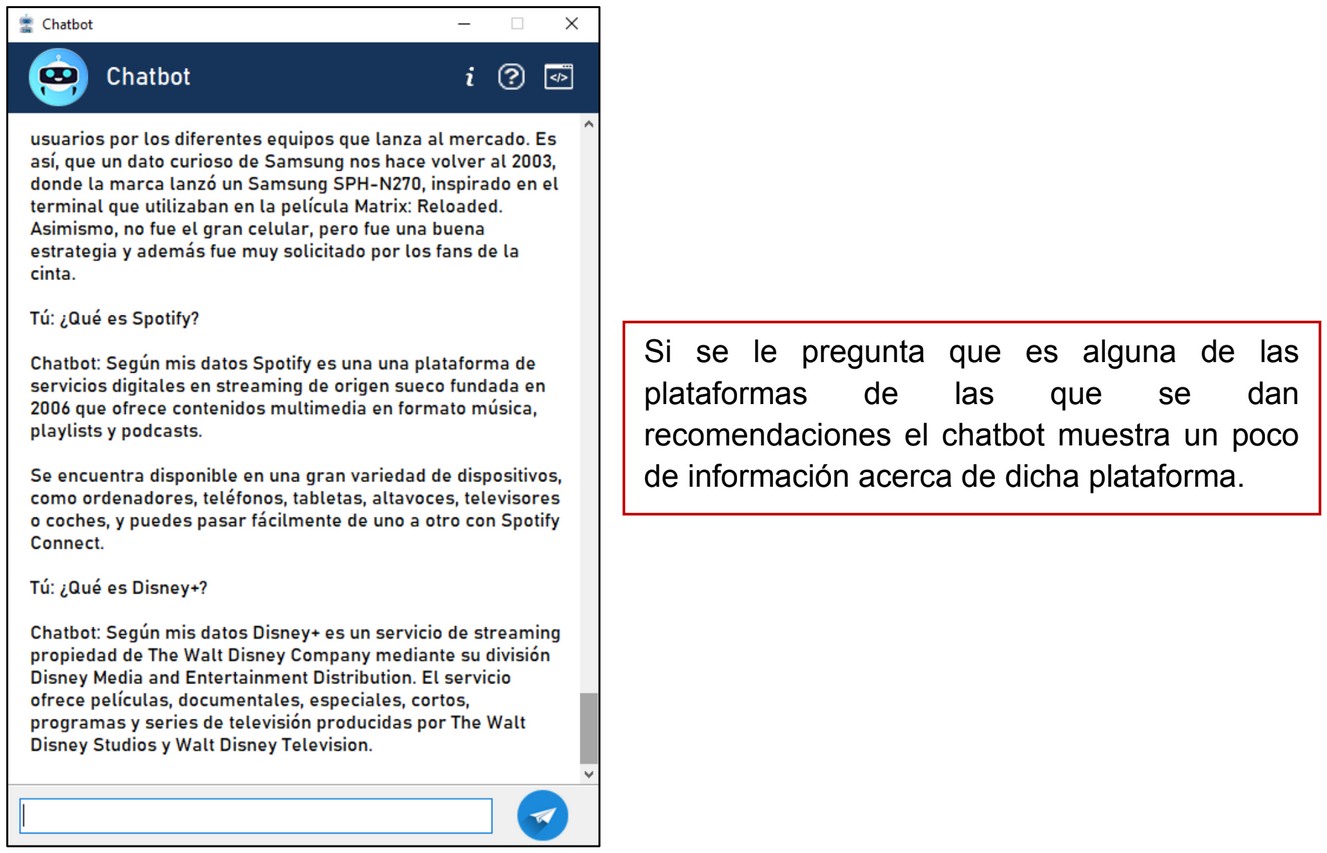 Chatbot
Chatbot
i ? </>
usuarios por los diferentes equipos que lanza al mercado. Es
así, que un dato curioso de Samsung nos hace volver al 2003,
donde la marca lanzó un Samsung SPH-N270, inspirado en el
terminal que utilizaban en la película Matrix: Reloaded.
Asimismo, no fue el gran celular, pero fue una buena
estrategia y además fue muy solicitado por los fans de la
cinta.
Tú: ¿Qué es Spotify?
Chatbot: Según mis datos Spotify es una una plataforma de
servicios digitales en streaming de origen sueco fundada en
2006 que ofrece contenidos multimedia en formato música,
playlists y podcasts.
Se encuentra disponible en una gran variedad de dispositivos,
como ordenadores, teléfonos, tabletas, altavoces, televisores
o coches, y puedes pasar fácilmente de uno a otro con Spotify
Connect.
Tú: ¿Qué es Disney+?
Chatbot: Según mis datos Disney+ es un servicio de streaming
propiedad de The Walt Disney Company mediante su división
Disney Media and Entertainment Distribution. El servicio
ofrece películas, documentales, especiales, cortos,
programas y series de televisión producidas por The Walt
Disney Studios y Walt Disney Television.
Si se le pregunta que es alguna de las
plataformas de las que se dan
recomendaciones el chatbot muestra un poco
de información acerca de dicha plataforma.